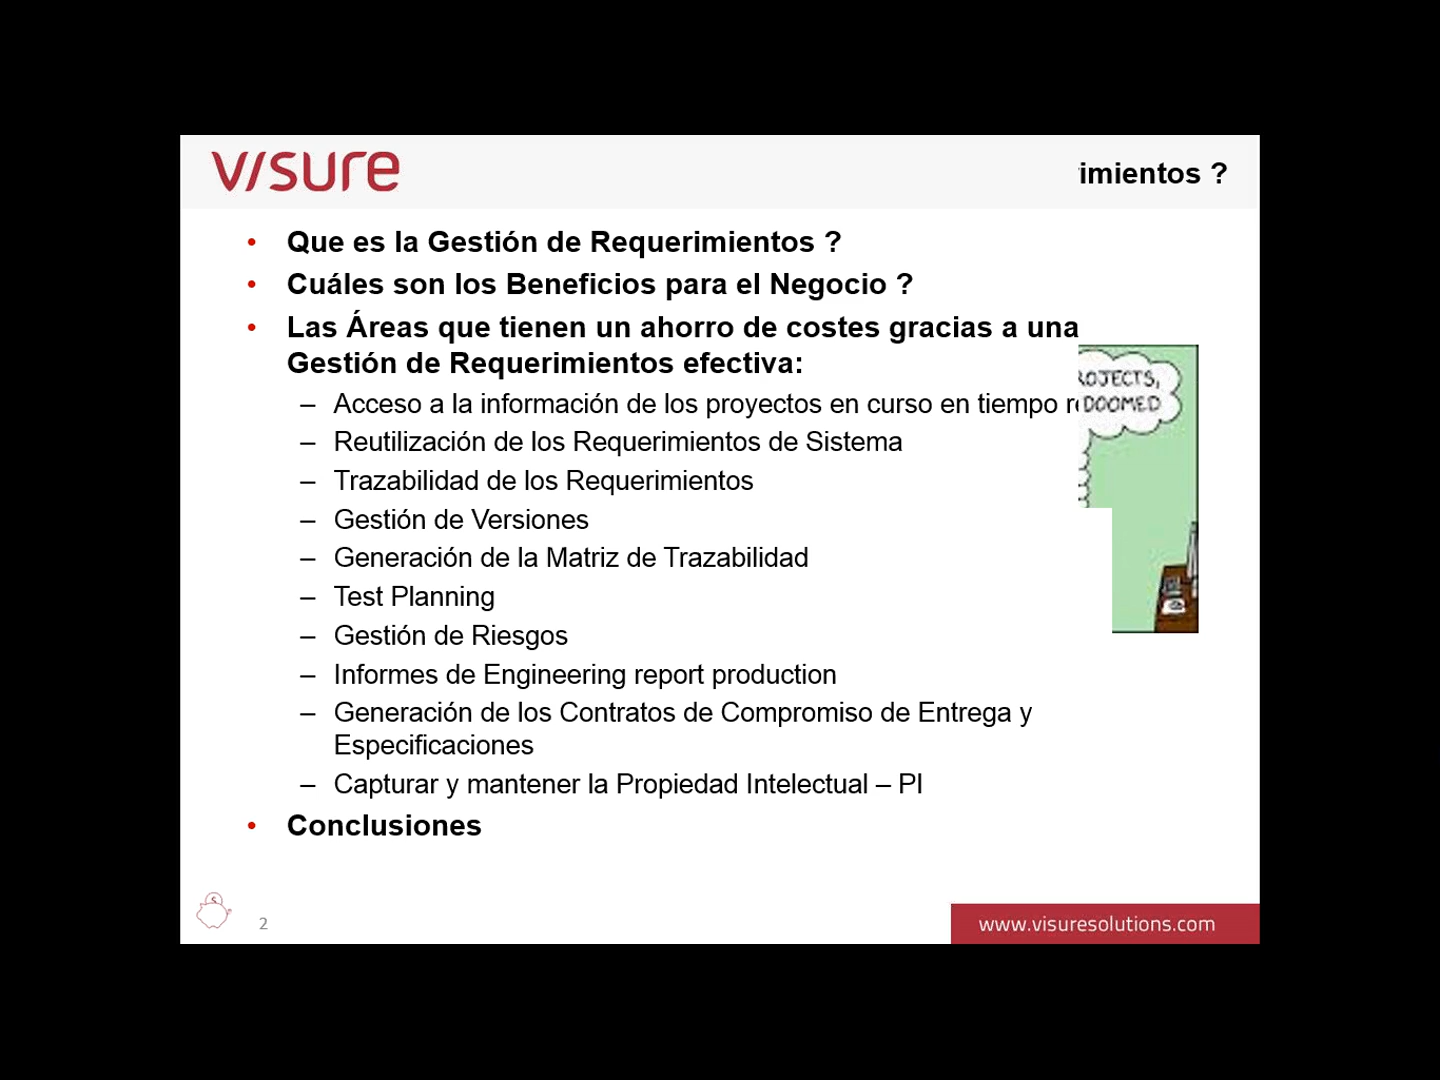 visure
imientos ?
• Que es la Gestión de Requerimientos ?
• Cuáles son los Beneficios para el Negocio ?
• Las Áreas que tienen un ahorro de costes gracias a una
Gestión de Requerimientos efectiva:
– Acceso a la información de los proyectos en curso en tiempo
– Reutilización de los Requerimientos de Sistema
– Trazabilidad de los Requerimientos
– Gestión de Versiones
– Generación de la Matriz de Trazabilidad
– Test Planning
– Gestión de Riesgos
– Informes de Engineering report production
– Generación de los Contratos de Compromiso de Entrega y
Especificaciones
– Capturar y mantener la Propiedad Intelectual – PI
• Conclusiones
ROJECTS,
DOOMED
2
www.visuresolutions.com